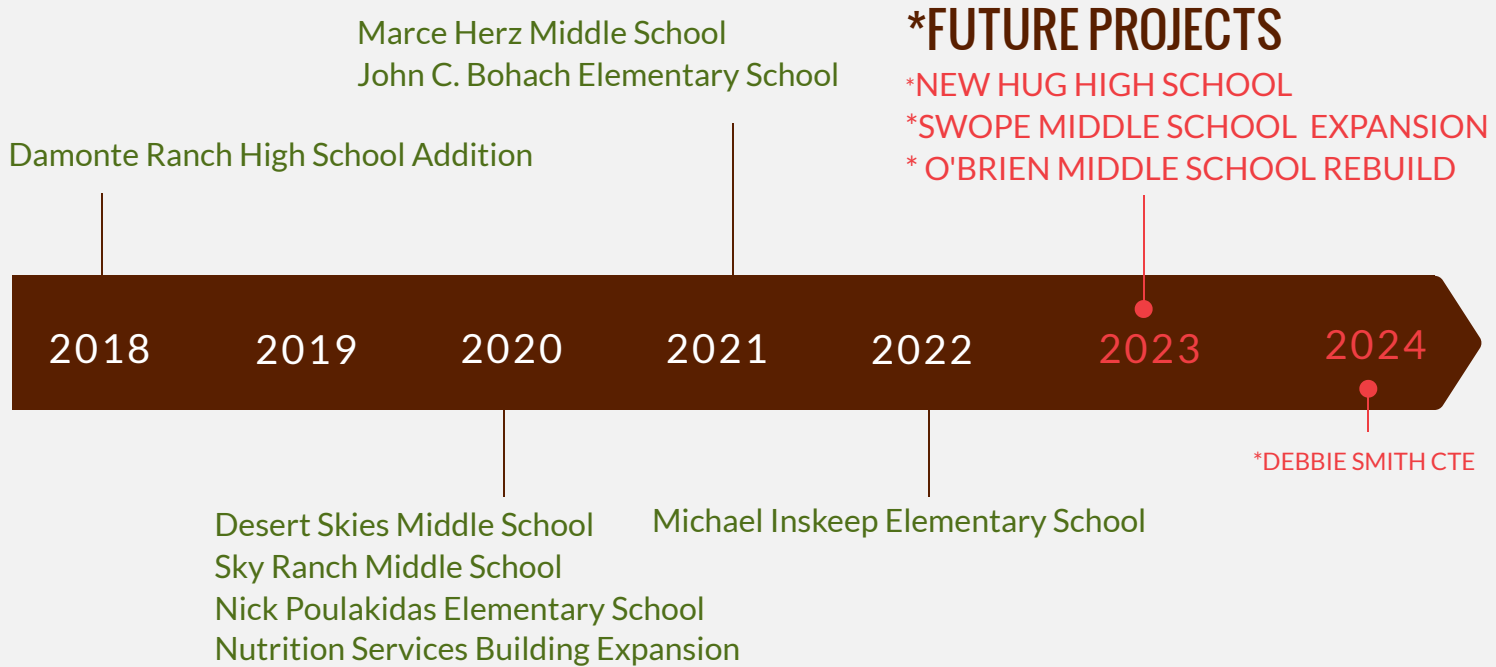 Marce Herz Middle School
John C. Bohach Elementary School
*FUTURE PROJECTS
*NEW HUG HIGH SCHOOL
*SWOPE MIDDLE SCHOOL EXPANSION
* O'BRIEN MIDDLE SCHOOL REBUILD
Damonte Ranch High School Addition
2018
2019
2020
2021
2022
2023
2024
*DEBBIE SMITH CTE
Desert Skies Middle School
Sky Ranch Middle School
Nick Poulakidas Elementary School
Nutrition Services Building Expansion
Michael Inskeep Elementary School